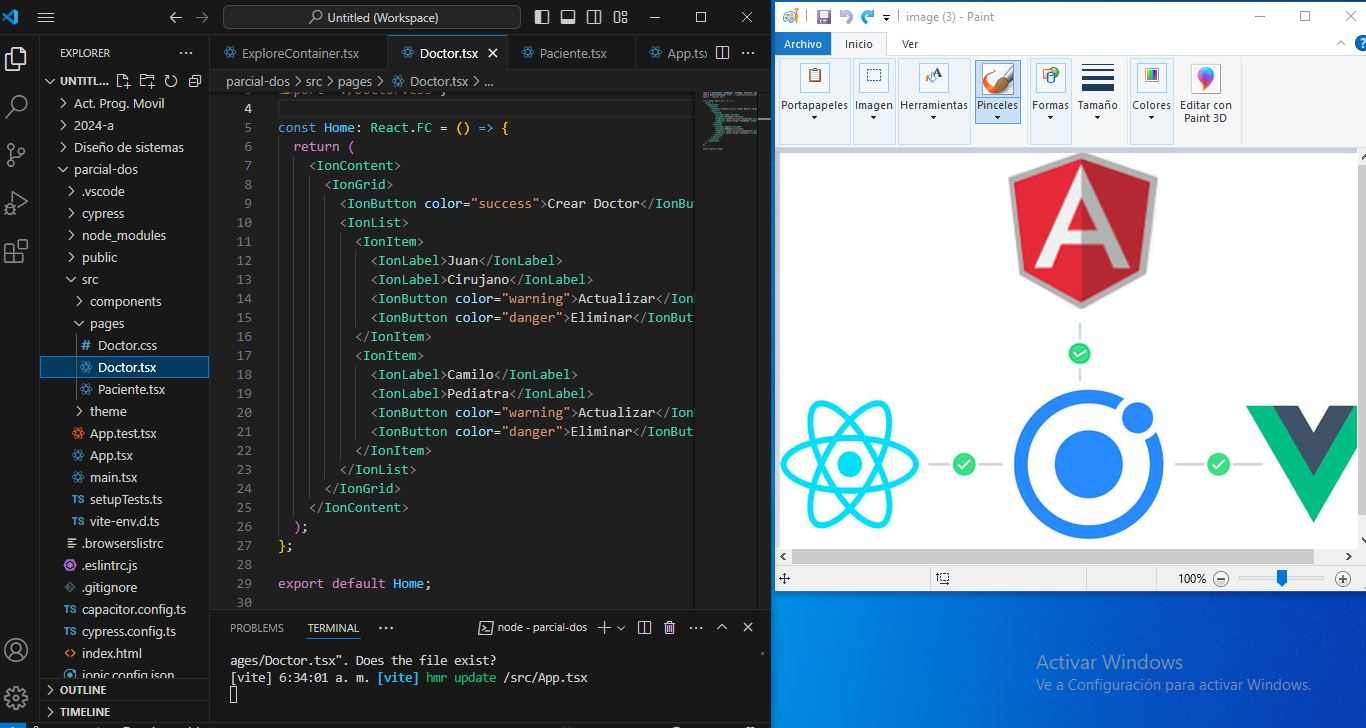 Untitled (Workspace)
EXPLORER
UNTITL...
Act. Prog. Movil
2024-a
Diseño de sistemas
parcial-dos
.vscode
cypress
node_modules
public
src
components
pages
Doctor.css
Doctor.tsx
Paciente.tsx
theme
App.test.tsx
App.tsx
main.tsx
setupTests.ts
vite-env.d.ts
.browserslistrc
.eslintrc.js
.gitignore
capacitor.config.ts
cypress.config.ts
index.html
ionic.config.json
OUTLINE
TIMELINE
ExploreContainer.tsx
Doctor.tsx
Paciente.tsx
App.tsx
parcial-dos > src > pages > Doctor.tsx > ...
4
5 const Home: React.FC = () => {
6 return (
7 <IonContent>
8 <IonGrid>
9 <IonButton color="success">Crear Doctor</IonBut
10 <IonList>
11 <IonItem>
12 <IonLabel>Juan</IonLabel>
13 <IonLabel>Cirujano</IonLabel>
14 <IonButton color="warning">Actualizar</Ion
15 <IonButton color="danger">Eliminar</IonBut
16 </IonItem>
17 <IonItem>
18 <IonLabel>Camilo</IonLabel>
19 <IonLabel>Pediatra</IonLabel>
20 <IonButton color="warning">Actualizar</Ion
21 <IonButton color="danger">Eliminar</IonBut
22 </IonItem>
23 </IonList>
24 </IonGrid>
25 </IonContent>
26 );
27 };
28
29 export default Home;
30
PROBLEMS
TERMINAL
node - parcial-dos
ages/Doctor.tsx". Does the file exist?
[vite] 6:34:01 a. m. [vite] hmr update /src/App.tsx
image (3) - Paint
Archivo
Inicio
Ver
Portapapeles
Imagen
Herramientas
Pinceles
Formas
Tamaño
Colores
Editar con
Paint 3D
100%
Activar Windows
Ve a Configuración para activar Windows.